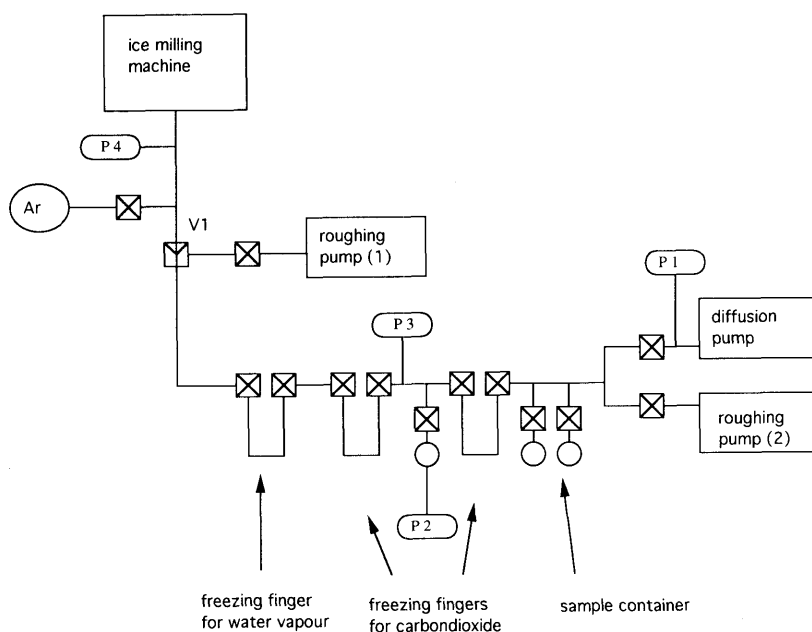 ice milling
machine
P 4
Ar
V1
roughing
pump (1)
P 1
P 3
diffusion
pump
roughing
pump (2)
P 2
freezing finger
for water vapour
freezing fingers
for carbondioxide
sample container